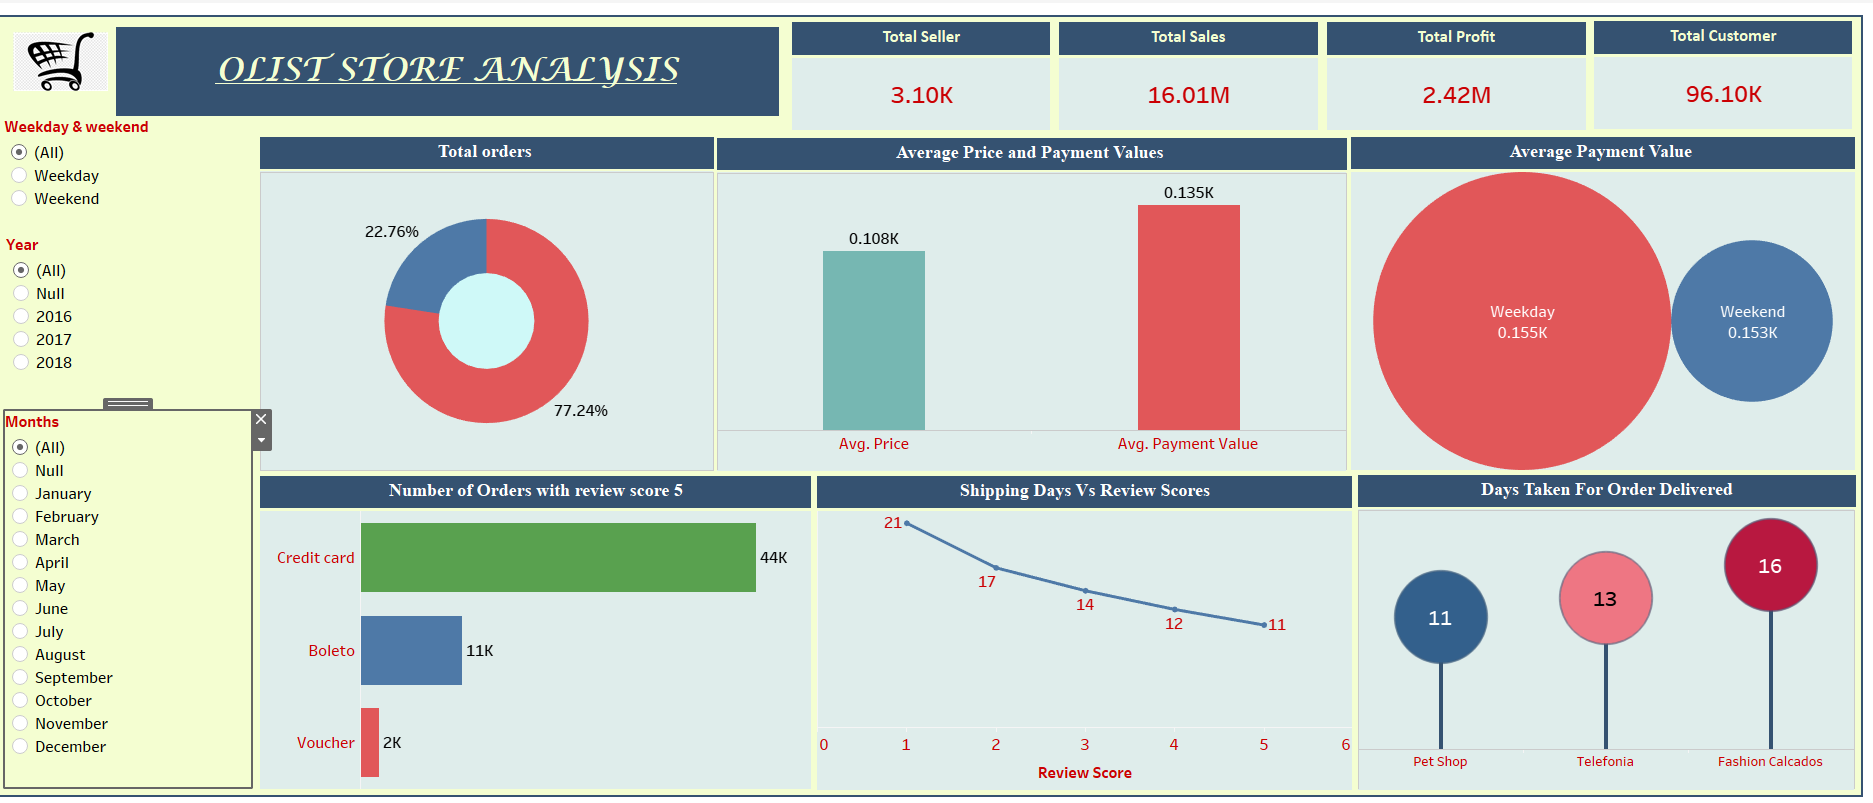 OLIST STORE ANALYSIS
Total Seller
3.10K
Total Sales
16.01M
Total Profit
2.42M
Total Customer
96.10K
Weekday & weekend
(All)
Weekday
Weekend
Year
(All)
Null
2016
2017
2018
Months
(All)
Null
January
February
March
April
May
June
July
August
September
October
November
December
Total orders
22.76%
77.24%
Average Price and Payment Values
0.108K
0.135K
Avg. Price
Avg. Payment Value
Average Payment Value
Weekday
0.155K
Weekend
0.153K
Number of Orders with review score 5
Credit card
44K
Boleto
11K
Voucher
2K
Shipping Days Vs Review Scores
21
17
14
12
11
0 1 2 3 4 5 6
Review Score
Days Taken For Order Delivered
11
13
16
Pet Shop
Telefonia
Fashion Calcados